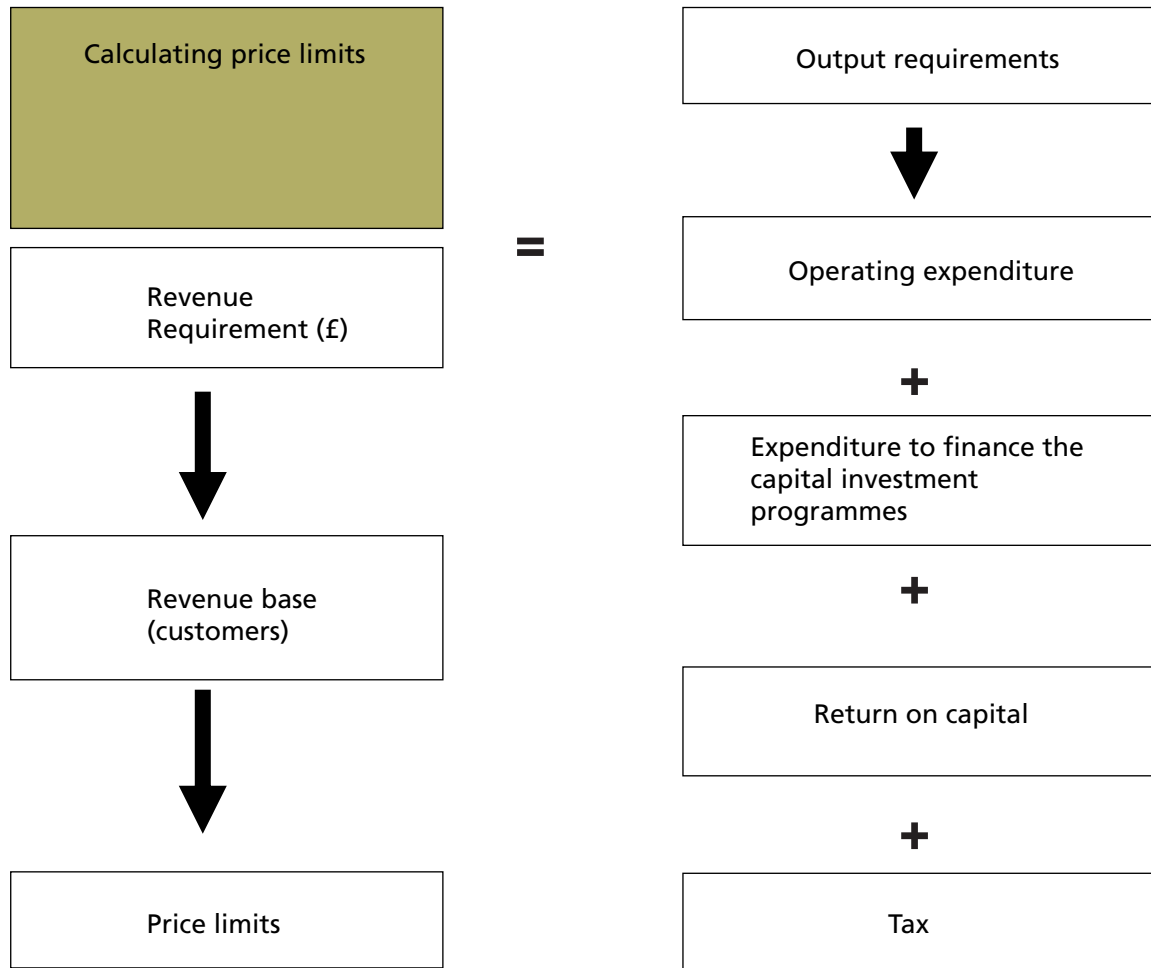 Calculating price limits
Revenue
Requirement (£)
Revenue base
(customers)
Price limits
=
Output requirements
Operating expenditure
+
Expenditure to finance the
capital investment
programmes
+
Return on capital
+
Tax